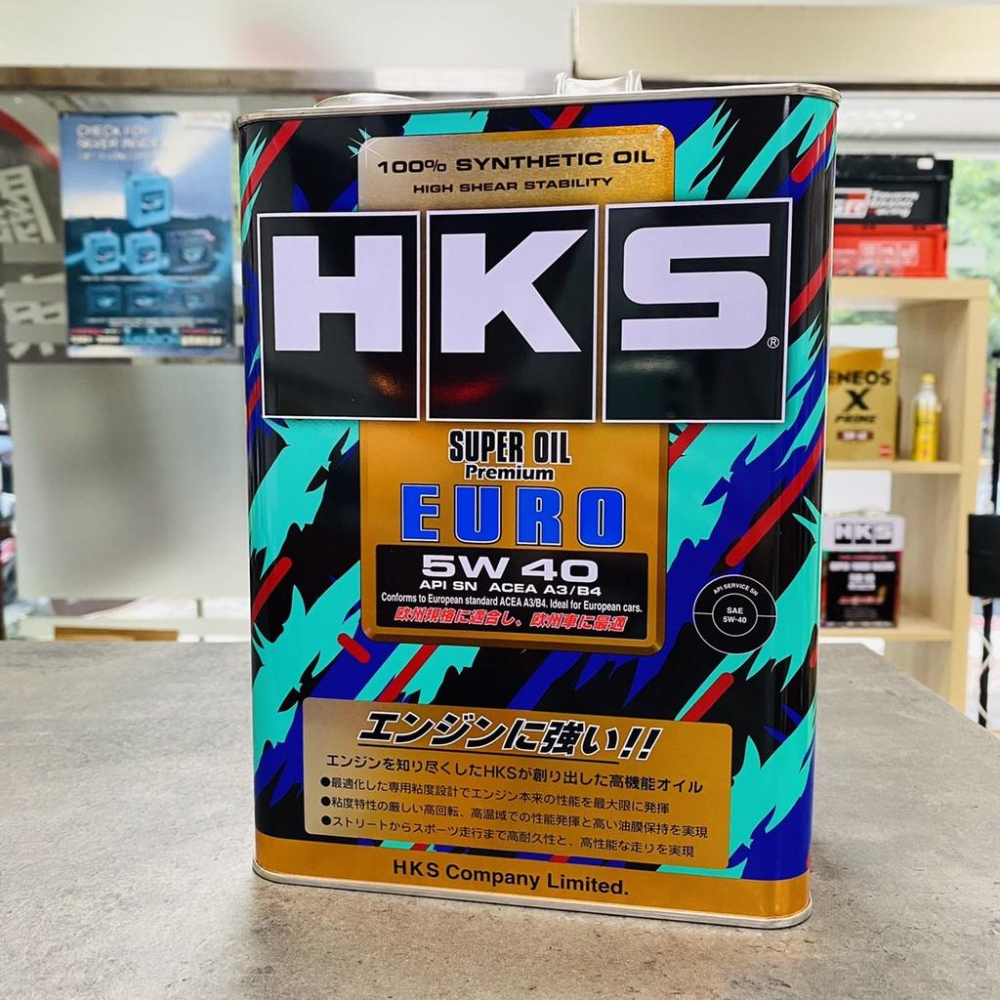 100% SYNTHETIC OIL
HIGH SHEAR STABILITY
HKS®
SUPER OIL
Premium
EURO
5W 40
API SN ACEA A3/B4
Conforms to European standard ACEA A3/B4. Ideal for European cars.
欧州規格に適合し、欧州車に最適
API SERVICE SN
SAE
5W-40
エンジンに強い!!
エンジンを知り尽くしたHKSが創り出した高機能オイル
●最適化した専用粘度設計でエンジン本来の性能を最大限に発揮
●粘度特性の厳しい高回転、高温域での性能発揮と高い油膜保持を実現
●ストリートからスポーツ走行まで高耐久性と、高性能な走りを実現
HKS Company Limited.
CHECK FOR
ENEOS
X
PRIME
HKS
GR
Racing